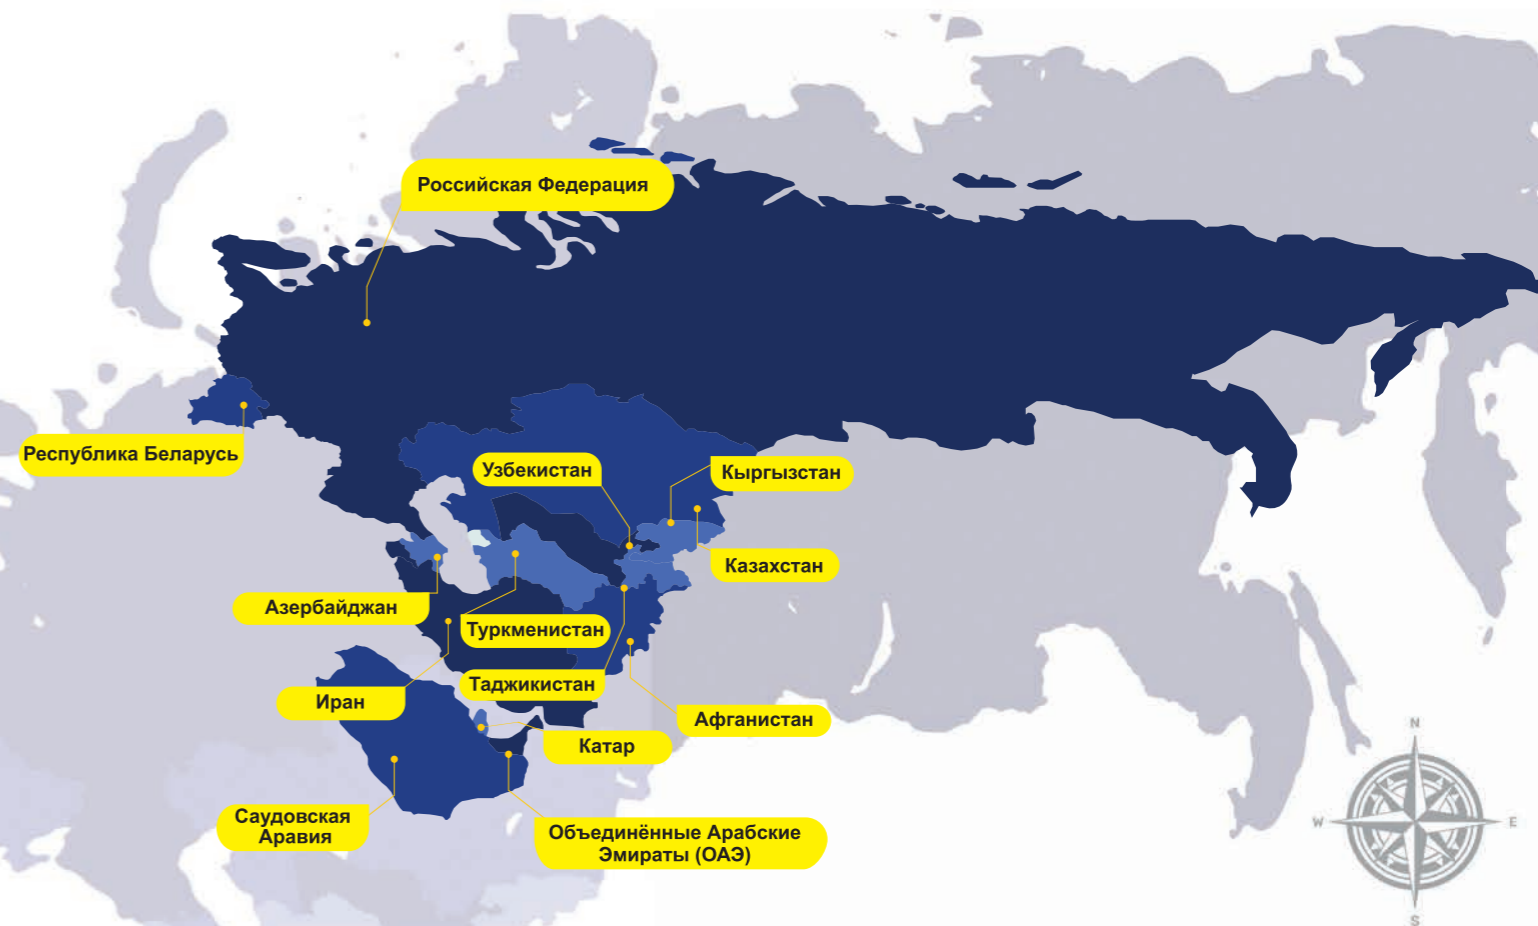 Российская Федерация
Республика Беларусь
Узбекистан
Кыргызстан
Казахстан
Азербайджан
Туркменистан
Таджикистан
Иран
Афганистан
Катар
Саудовская
Аравия
Объединённые Арабские
Эмираты (ОАЭ)
N
W
E
S